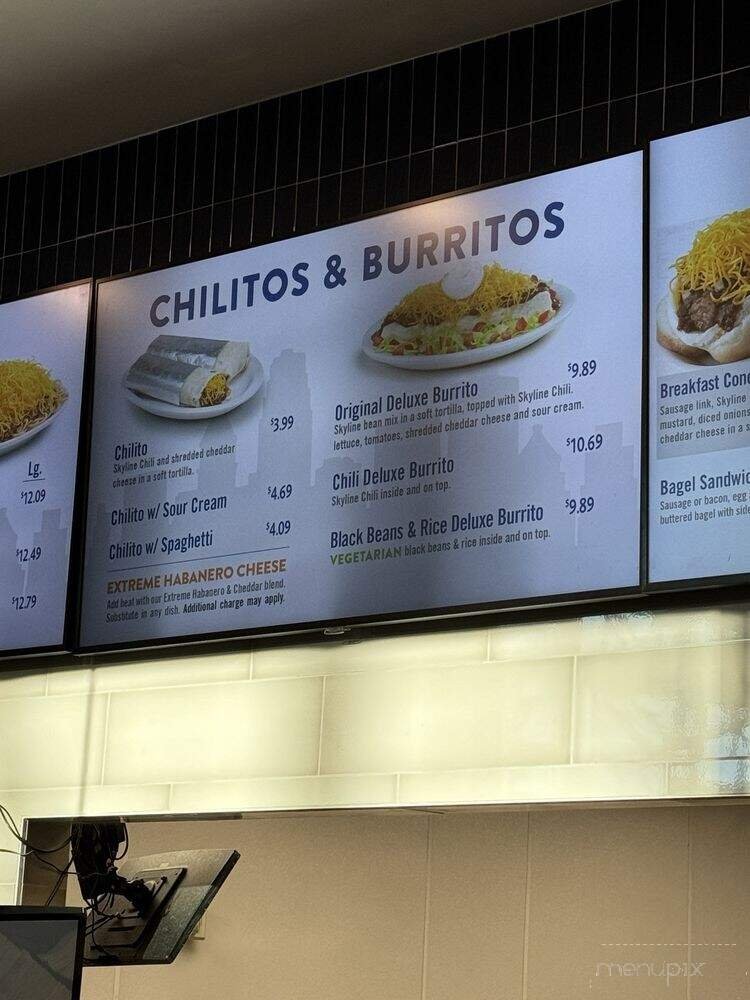 CHILITOS & BURRITOS
Lg.
$12.09
$12.49
$12.79
Chilito $3.99
Skyline Chili and shredded cheddar
cheese in a soft tortilla.
Chilito w/ Sour Cream $4.69
Chilito w/ Spaghetti $4.09
EXTREME HABANERO CHEESE
Add heat with our Extreme Habanero & Cheddar blend.
Substitute in any dish. Additional charge may apply.
Original Deluxe Burrito $9.89
Skyline bean mix in a soft tortilla, topped with Skyline Chili,
lettuce, tomatoes, shredded cheddar cheese and sour cream.
Chili Deluxe Burrito $10.69
Skyline Chili inside and on top.
Black Beans & Rice Deluxe Burrito $9.89
VEGETARIAN black beans & rice inside and on top.
Breakfast
Sausage link, Skyline
mustard, diced onions
cheddar cheese in a
Bagel
Sausage or bacon, egg
buttered bagel with
menupix